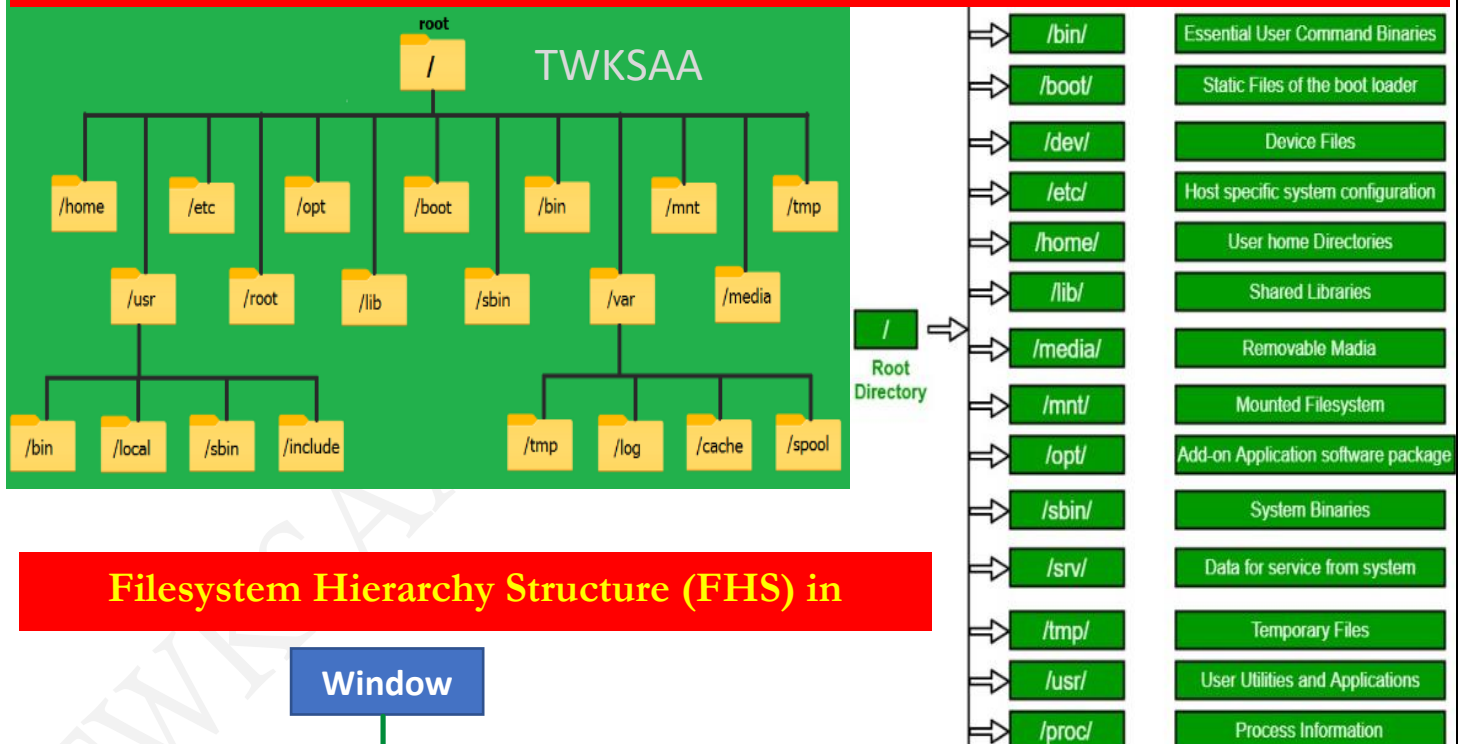 root
/
TWKSAA
/home
/etc
/opt
/boot
/bin
/mnt
/tmp
/usr
/root
/lib
/sbin
/var
/media
/bin
/local
/sbin
/include
/tmp
/log
/cache
/spool
/
Root
Directory
/bin/ Essential User Command Binaries
/boot/ Static Files of the boot loader
/dev/ Device Files
/etc/ Host specific system configuration
/home/ User home Directories
/lib/ Shared Libraries
/media/ Removable Madia
/mnt/ Mounted Filesystem
/opt/ Add-on Application software package
/sbin/ System Binaries
/srv/ Data for service from system
/tmp/ Temporary Files
/usr/ User Utilities and Applications
/proc/ Process Information
Filesystem Hierarchy Structure (FHS) in
Window
TWKSAA